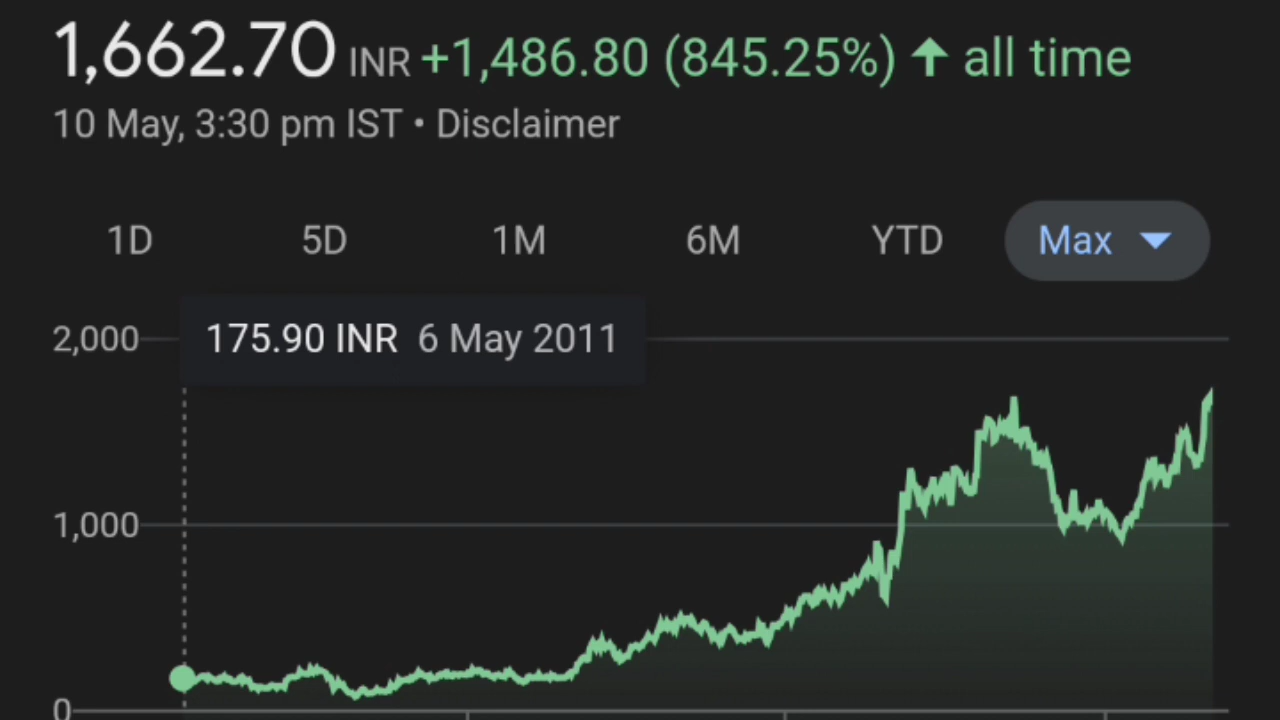 1,662.70 INR +1,486.80 (845.25%) ↑ all time
10 May, 3:30 pm IST • Disclaimer
1D 5D 1M 6M YTD Max
2,000
175.90 INR 6 May 2011
1,000
0